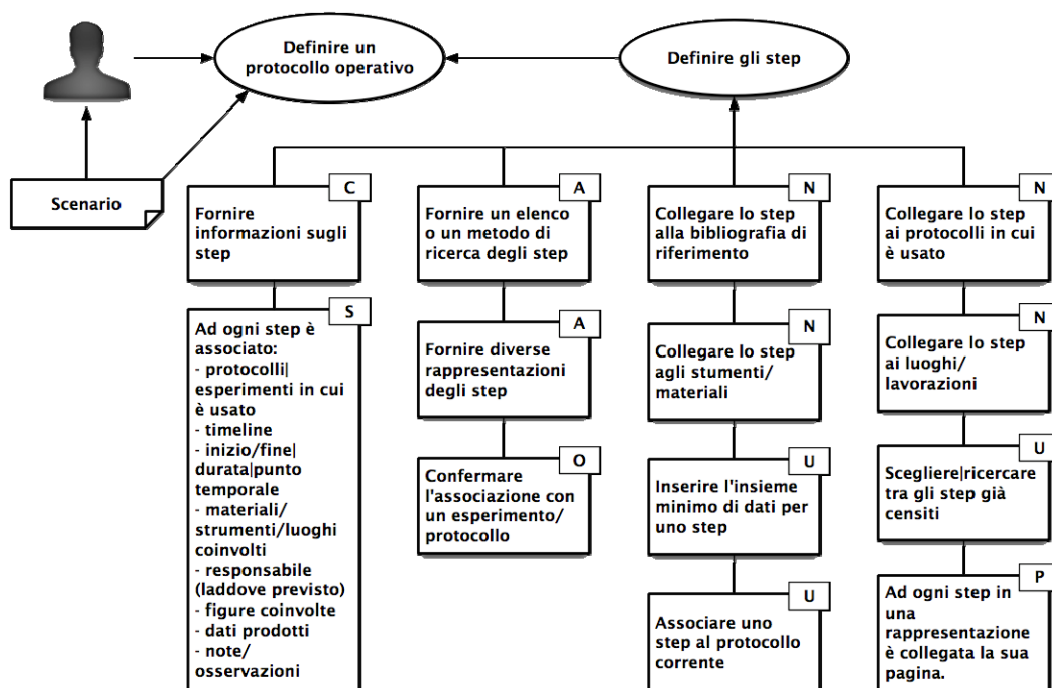 Definire un
protocollo operativo
Definire gli step
Scenario
C
Fornire
informazioni sugli
step
S
Ad ogni step è
associato:
- protocolli|
esperimenti in cui
è usato
- timeline
- inizio/fine|
durata|punto
temporale
- materiali/
strumenti/luoghi
coinvolti
- responsabile
(laddove previsto)
- figure coinvolte
- dati prodotti
- note/
osservazioni
A
Fornire un elenco
o un metodo di
ricerca degli step
A
Fornire diverse
rappresentazioni
degli step
O
Confermare
l'associazione con
un esperimento/
protocollo
N
Collegare lo step
alla bibliografia di
riferimento
N
Collegare lo step
agli stumenti/
materiali
U
Inserire l'insieme
minimo di dati per
uno step
U
Associare uno
step al protocollo
corrente
N
Collegare lo step
ai protocolli in cui
è usato
N
Collegare lo step
ai luoghi/
lavorazioni
U
Scegliere|ricercare
tra gli step già
censiti
P
Ad ogni step in
una
rappresentazione
è collegata la sua
pagina.